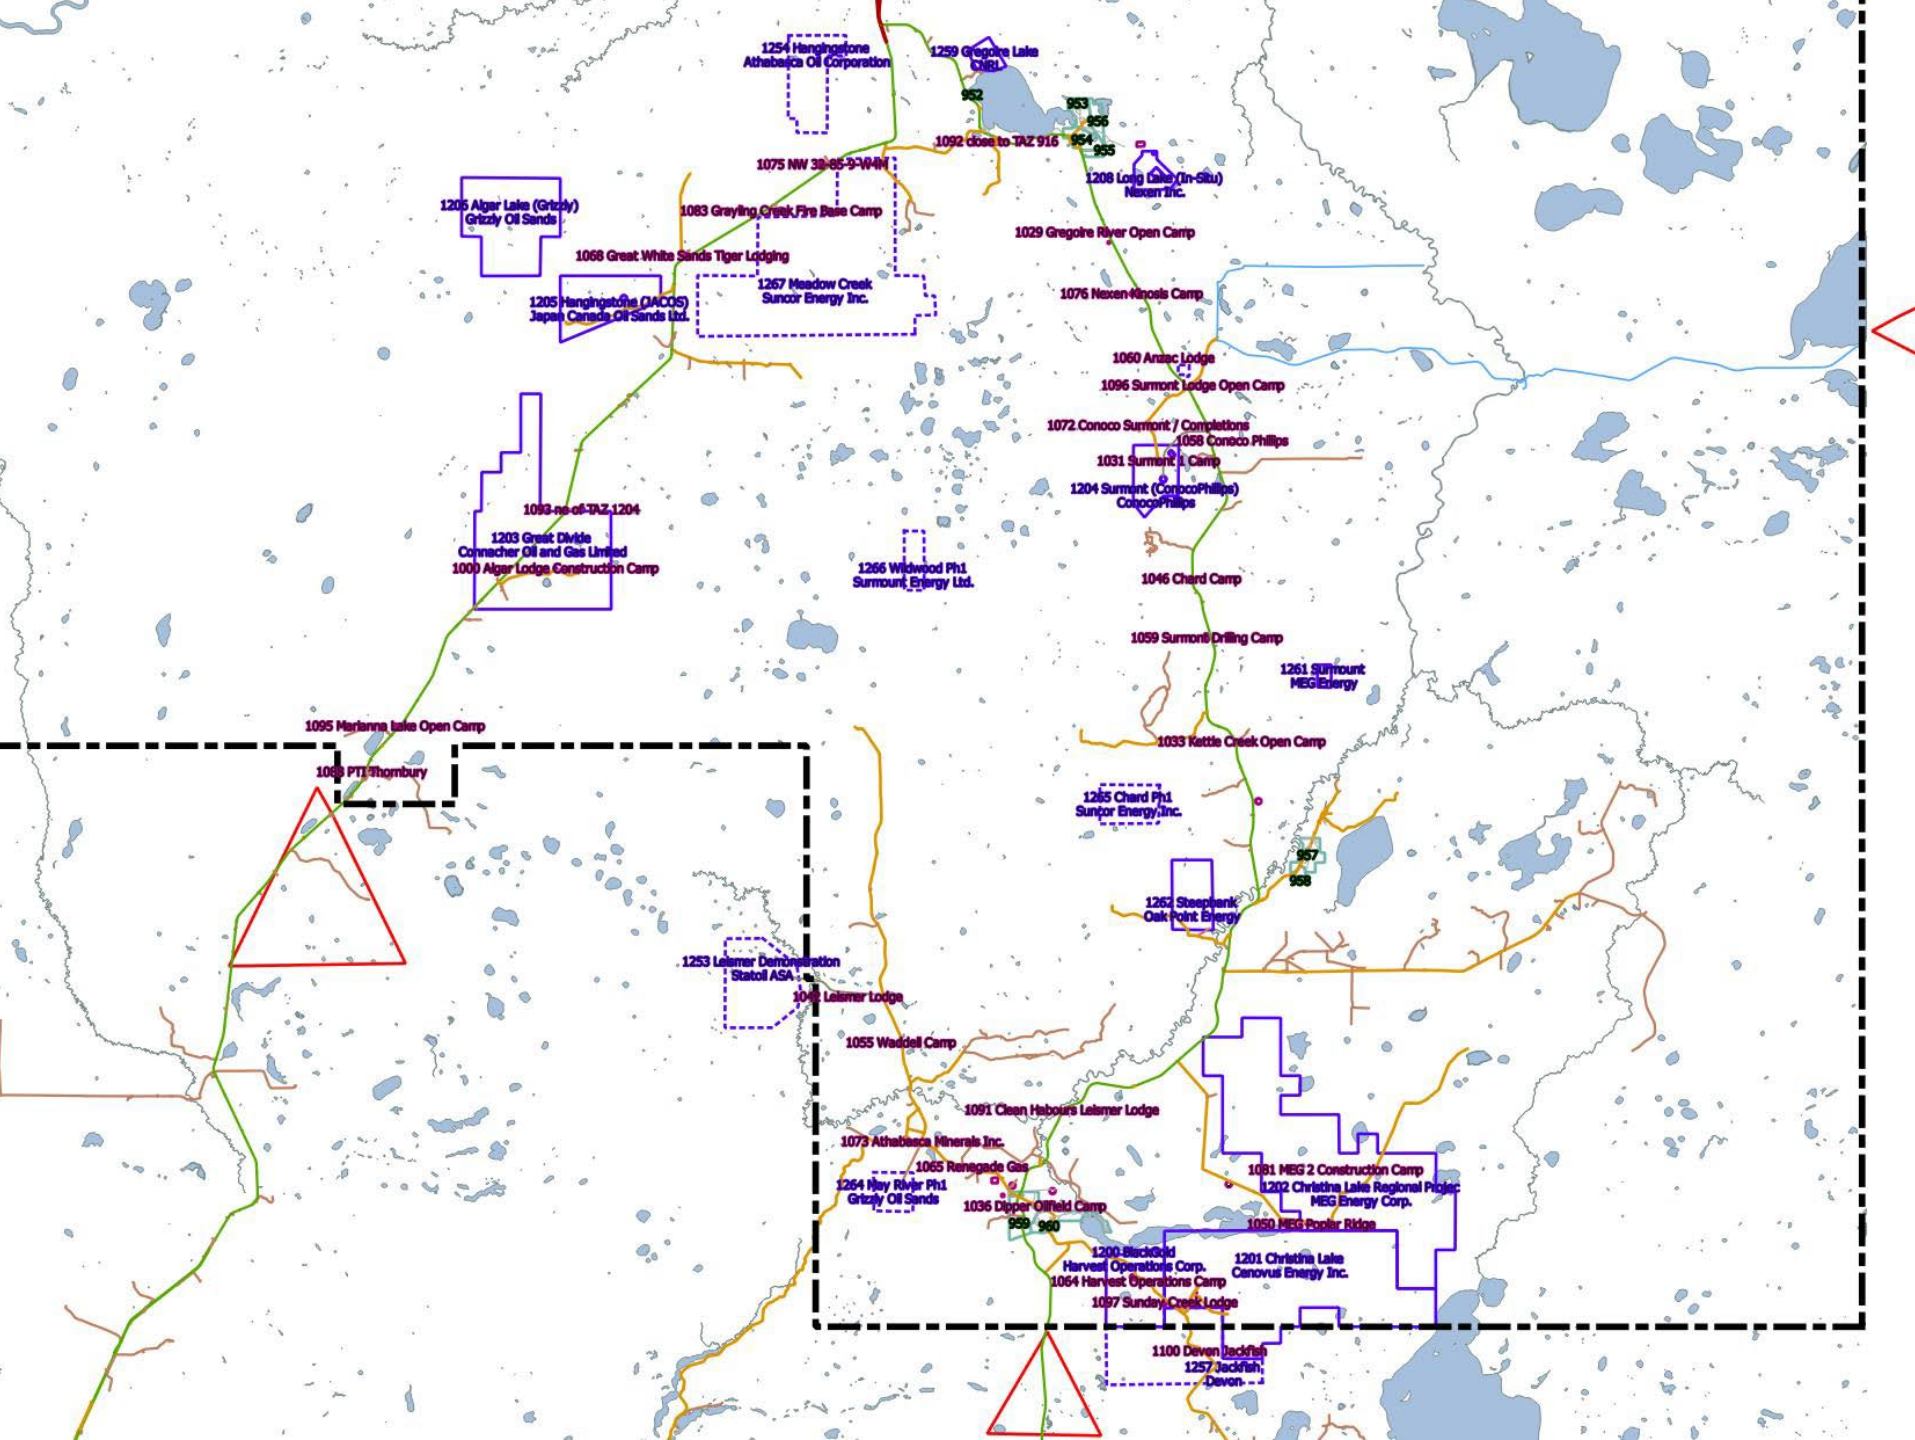 1254 Hangingstone
Athabasca Oil Corporation
1259 Gregoire Lake
CNRL
952
953
956
954
955
1092 close to TAZ 916
1075 NW 32-85-9-W4M
1208 Long Lake (In-Situ)
Nexen Inc.
1206 Algar Lake (Grizzly)
Grizzly Oil Sands
1083 Grayling Creek Fire Base Camp
1029 Gregoire River Open Camp
1068 Great White Sands Tiger Lodging
1267 Meadow Creek
Suncor Energy Inc.
1076 Nexen Kinosis Camp
1205 Hangingstone (JACOS)
Japan Canada Oil Sands Ltd.
1060 Anzac Lodge
1096 Surmont Lodge Open Camp
1072 Conoco Surmont / Completions
1058 Conoco Phillips
1031 Surmont 1 Camp
1204 Surmont (ConocoPhillips)
ConocoPhillips
1093 ne of TAZ 1204
1203 Great Divide
Connacher Oil and Gas Limited
1000 Algar Lodge Construction Camp
1266 Wildwood Ph1
Surmount Energy Ltd.
1046 Chard Camp
1059 Surmont Drilling Camp
1261 Surmount
MEG Energy
1095 Marianna Lake Open Camp
1033 Kettle Creek Open Camp
1088 PTI Thornbury
1265 Chard Ph1
Suncor Energy Inc.
957
958
1262 Steepbank
Oak Point Energy
1253 Leismer Demonstration
Statoil ASA
1042 Leismer Lodge
1055 Waddell Camp
1091 Clean Habours Leismer Lodge
1073 Athabasca Minerals Inc.
1065 Renegade Gas
1081 MEG 2 Construction Camp
1264 May River Ph1
Grizzly Oil Sands
1202 Christina Lake Regional Projec
MEG Energy Corp.
1036 Dipper Oilfield Camp
959
960
1050 MEG Poplar Ridge
1200 BlackGold
Harvest Operations Corp.
1201 Christina Lake
Cenovus Energy Inc.
1064 Harvest Operations Camp
1097 Sunday Creek Lodge
1100 Devon Jackfish
1257 Jackfish
Devon